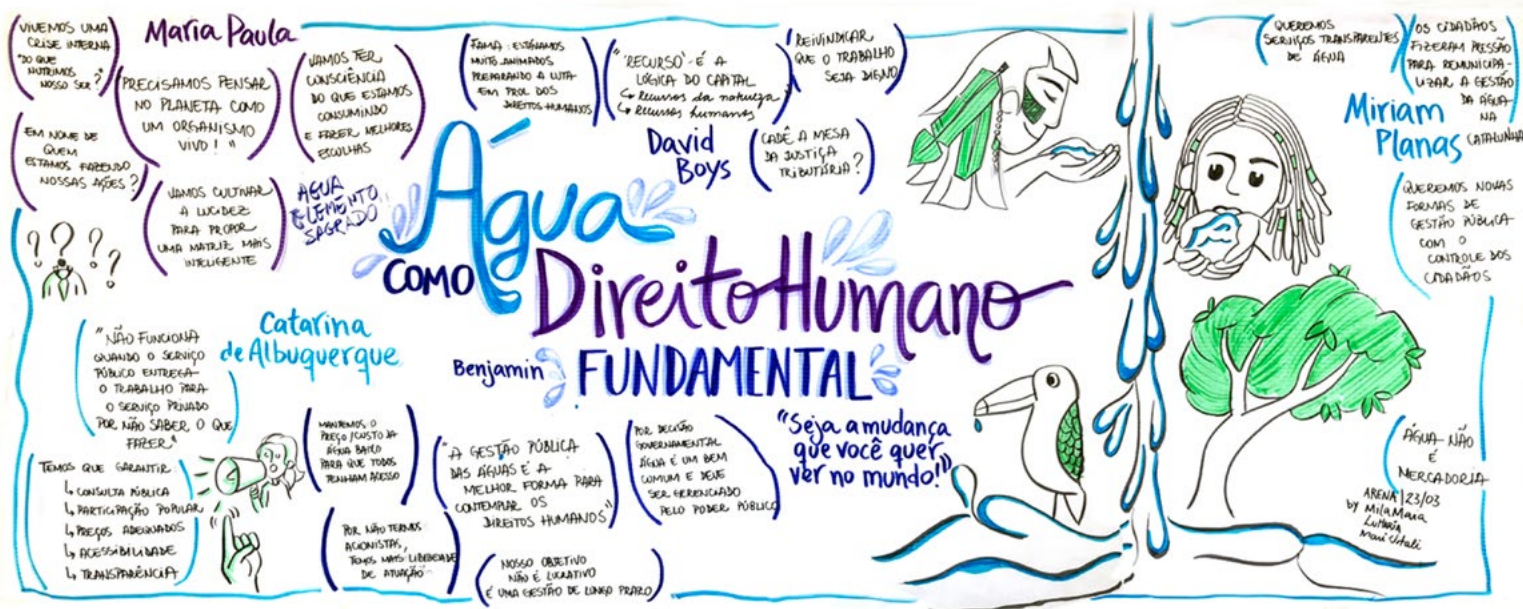 VIVEMOS UMA
CRISE INTERNA
"DO QUE
NUTRIMOS
NOSSO SER?"
Maria Paula
PRECISAMOS PENSAR
NO PLANETA COMO
UM ORGANISMO
VIVO!"
VAMOS TER
CONSCIÊNCIA
DO QUE ESTAMOS
CONSUMINDO
E FAZER MELHORES
ESCOLHAS
EM NOME DE
QUEM
ESTAMOS FAZENDO
NOSSAS AÇÕES?
VAMOS CULTIVAR
A LUCIDEZ
PARA PROPOR
UMA MATRIZ MAIS
INTELIGENTE
ÁGUA
ELEMENTO
SAGRADO
? ? ? ?
FAMA: ESTÁVAMOS
MUITO ANIMADOS
PREPARANDO A LUTA
EM PROL DOS
DIREITOS HUMANOS
"RECURSO" É A
LÓGICA DO CAPITAL
↳ recursos da natureza
↳ recursos humanos
REIVINDICAR
QUE O TRABALHO
SEJA DIGNO
David
Boys
CADÊ A MESA
DA JUSTIÇA
TRIBUTÁRIA?
Água
COMO
Direito Humano
FUNDAMENTAL
QUEREMOS
SERVIÇOS TRANSPARENTES
DE ÁGUA
OS CIDADÃOS
FIZERAM PRESSÃO
PARA REMUNICIPA-
LIZAR A GESTÃO
DA ÁGUA
NA
CATALUNHA
Miriam
Planas
QUEREMOS NOVAS
FORMAS DE
GESTÃO PÚBLICA
COM O
CONTROLE DOS
CIDADÃOS
Catarina
de Albuquerque
"NÃO FUNCIONA
QUANDO O SERVIÇO
PÚBLICO ENTREGA
O TRABALHO PARA
O SERVIÇO PRIVADO
POR NÃO SABER O QUE
FAZER"
TEMOS QUE GARANTIR:
↳ CONSULTA PÚBLICA
↳ PARTICIPAÇÃO POPULAR
↳ PREÇOS ADEQUADOS
↳ ACESSIBILIDADE
↳ TRANSPARÊNCIA
Benjamin
MANTEMOS O
PREÇO/CUSTO DA
ÁGUA BAIXO
PARA QUE TODOS
TENHAM ACESSO
"A GESTÃO PÚBLICA
DAS ÁGUAS É A
MELHOR FORMA PARA
CONTEMPLAR OS
DIREITOS HUMANOS"
POR DECISÃO
GOVERNAMENTAL
ÁGUA É UM BEM
COMUM E DEVE
SER GERENCIADO
PELO PODER PÚBLICO
POR NÃO TERMOS
ACIONISTAS,
TEMOS MAIS LIBERDADE
DE ATUAÇÃO
NOSSO OBJETIVO
NÃO É LUCRATIVO
É UMA GESTÃO DE LONGO PRAZO
"Seja a mudança
que você quer
ver no mundo!"
ÁGUA NÃO
É
MERCADORIA
ARENA | 23/03
by Mila